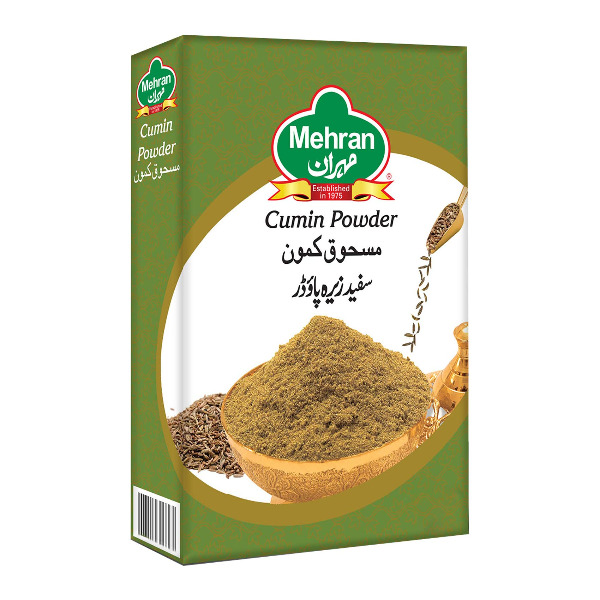 Mehran
مہران
Cumin
Powder
مسحوق كمون
Mehran
مہران
®
Established
in 1975
Cumin Powder
مسحوق كمون
سفید زیرہ پاؤڈر